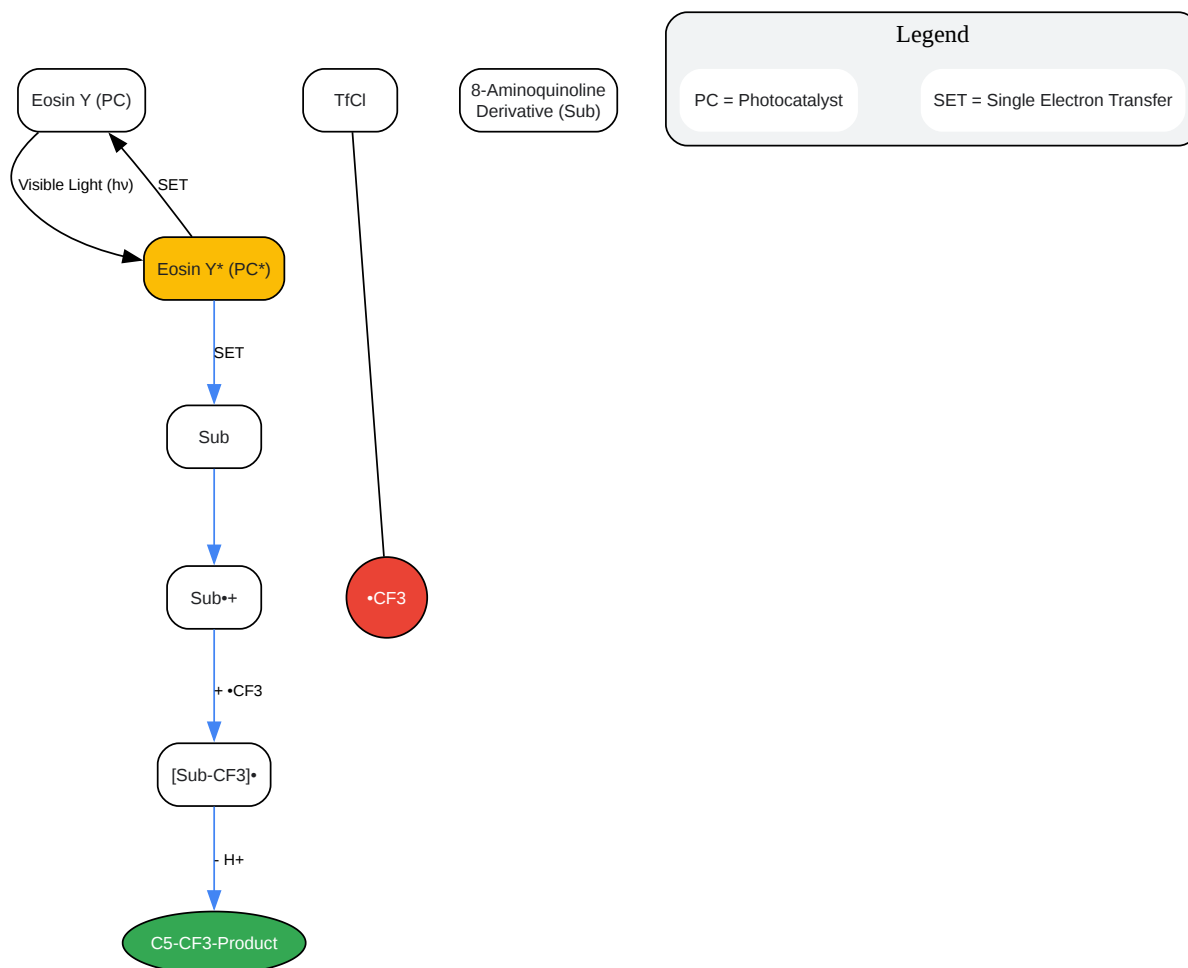 Legend
Eosin Y (PC)
TfCl
8-Aminoquinoline
Derivative (Sub)
PC = Photocatalyst
SET = Single Electron Transfer
Visible Light (hν)
SET
Eosin Y* (PC*)
SET
Sub
Sub•+
•CF3
+ •CF3
[Sub-CF3]•
- H+
C5-CF3-Product